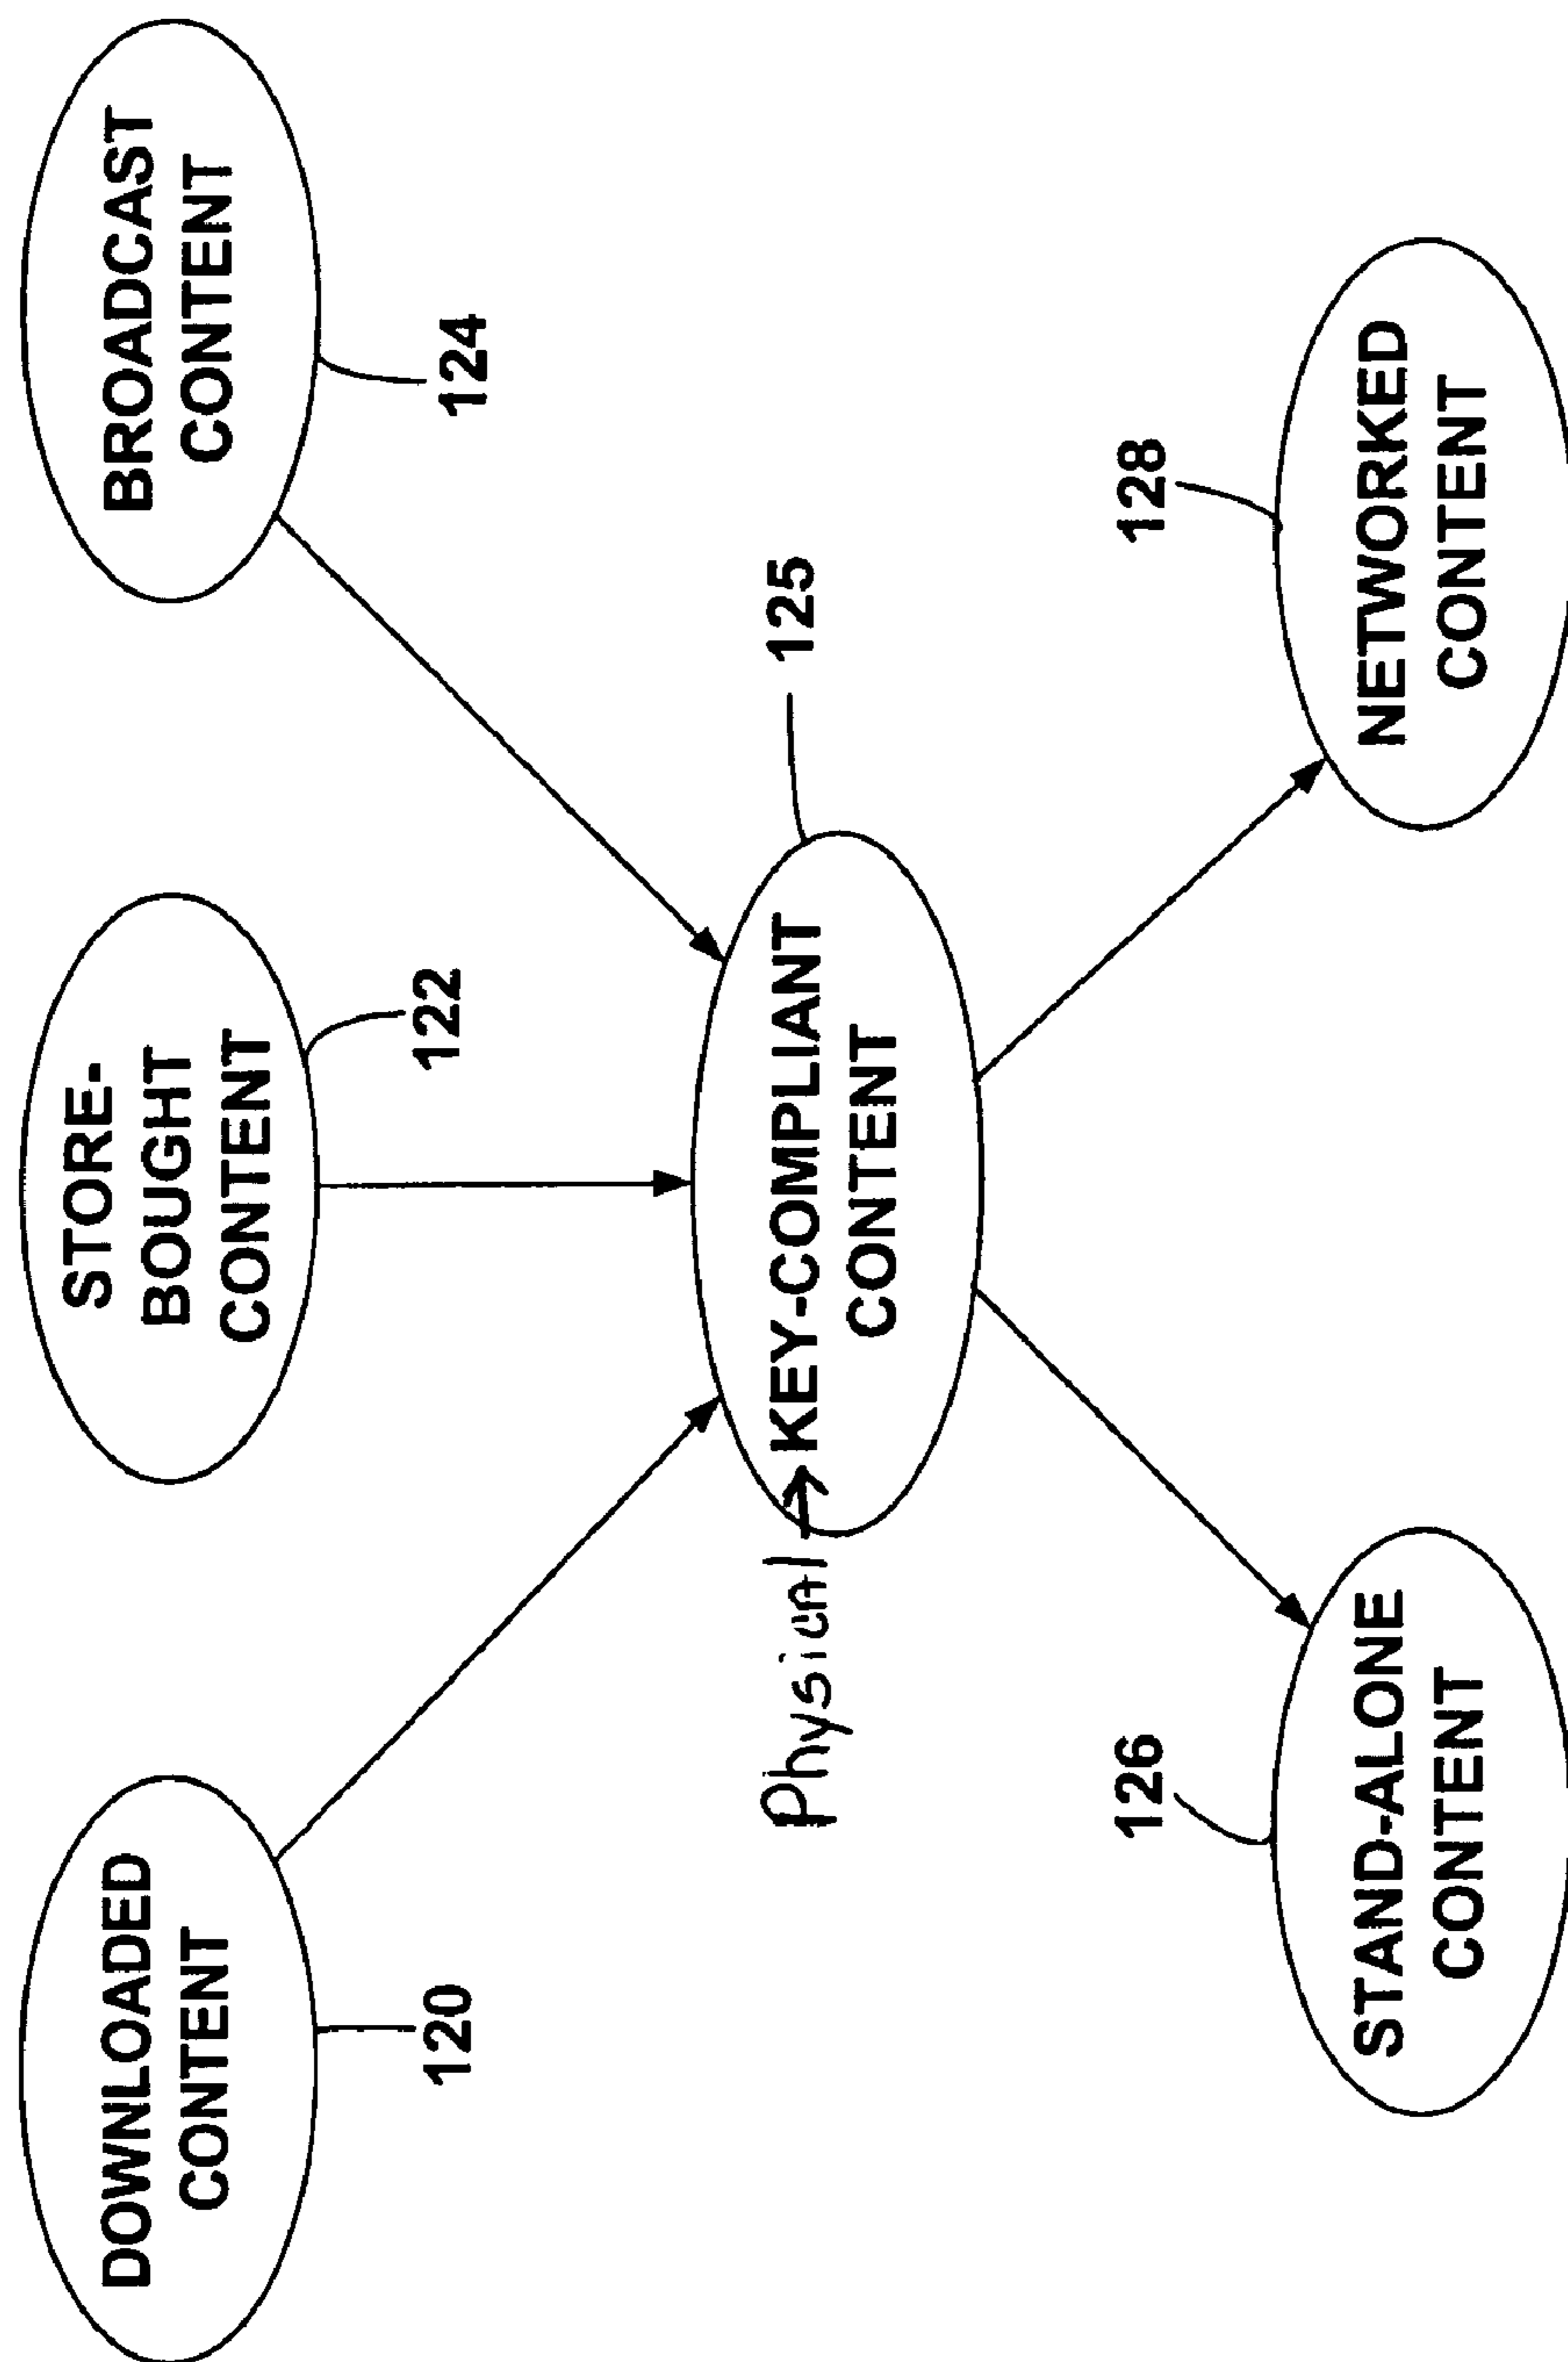 DOWNLOADED
CONTENT
120
STORE-
BOUGHT
CONTENT
122
BROADCAST
CONTENT
124
Physical
KEY-COMPLIANT
CONTENT
125
STAND-ALONE
CONTENT
126
NETWORKED
CONTENT
128